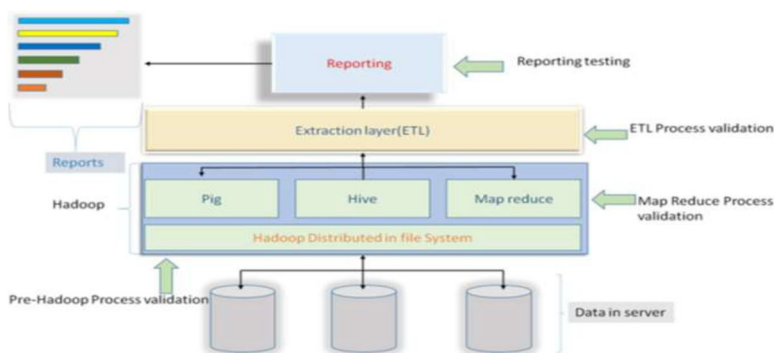 Reporting
Reporting testing
Extraction layer(ETL)
ETL Process validation
Reports
Hadoop
Pig
Hive
Map reduce
Map Reduce Process
validation
Hadoop Distributed in file System
Pre-Hadoop Process validation
Data in server